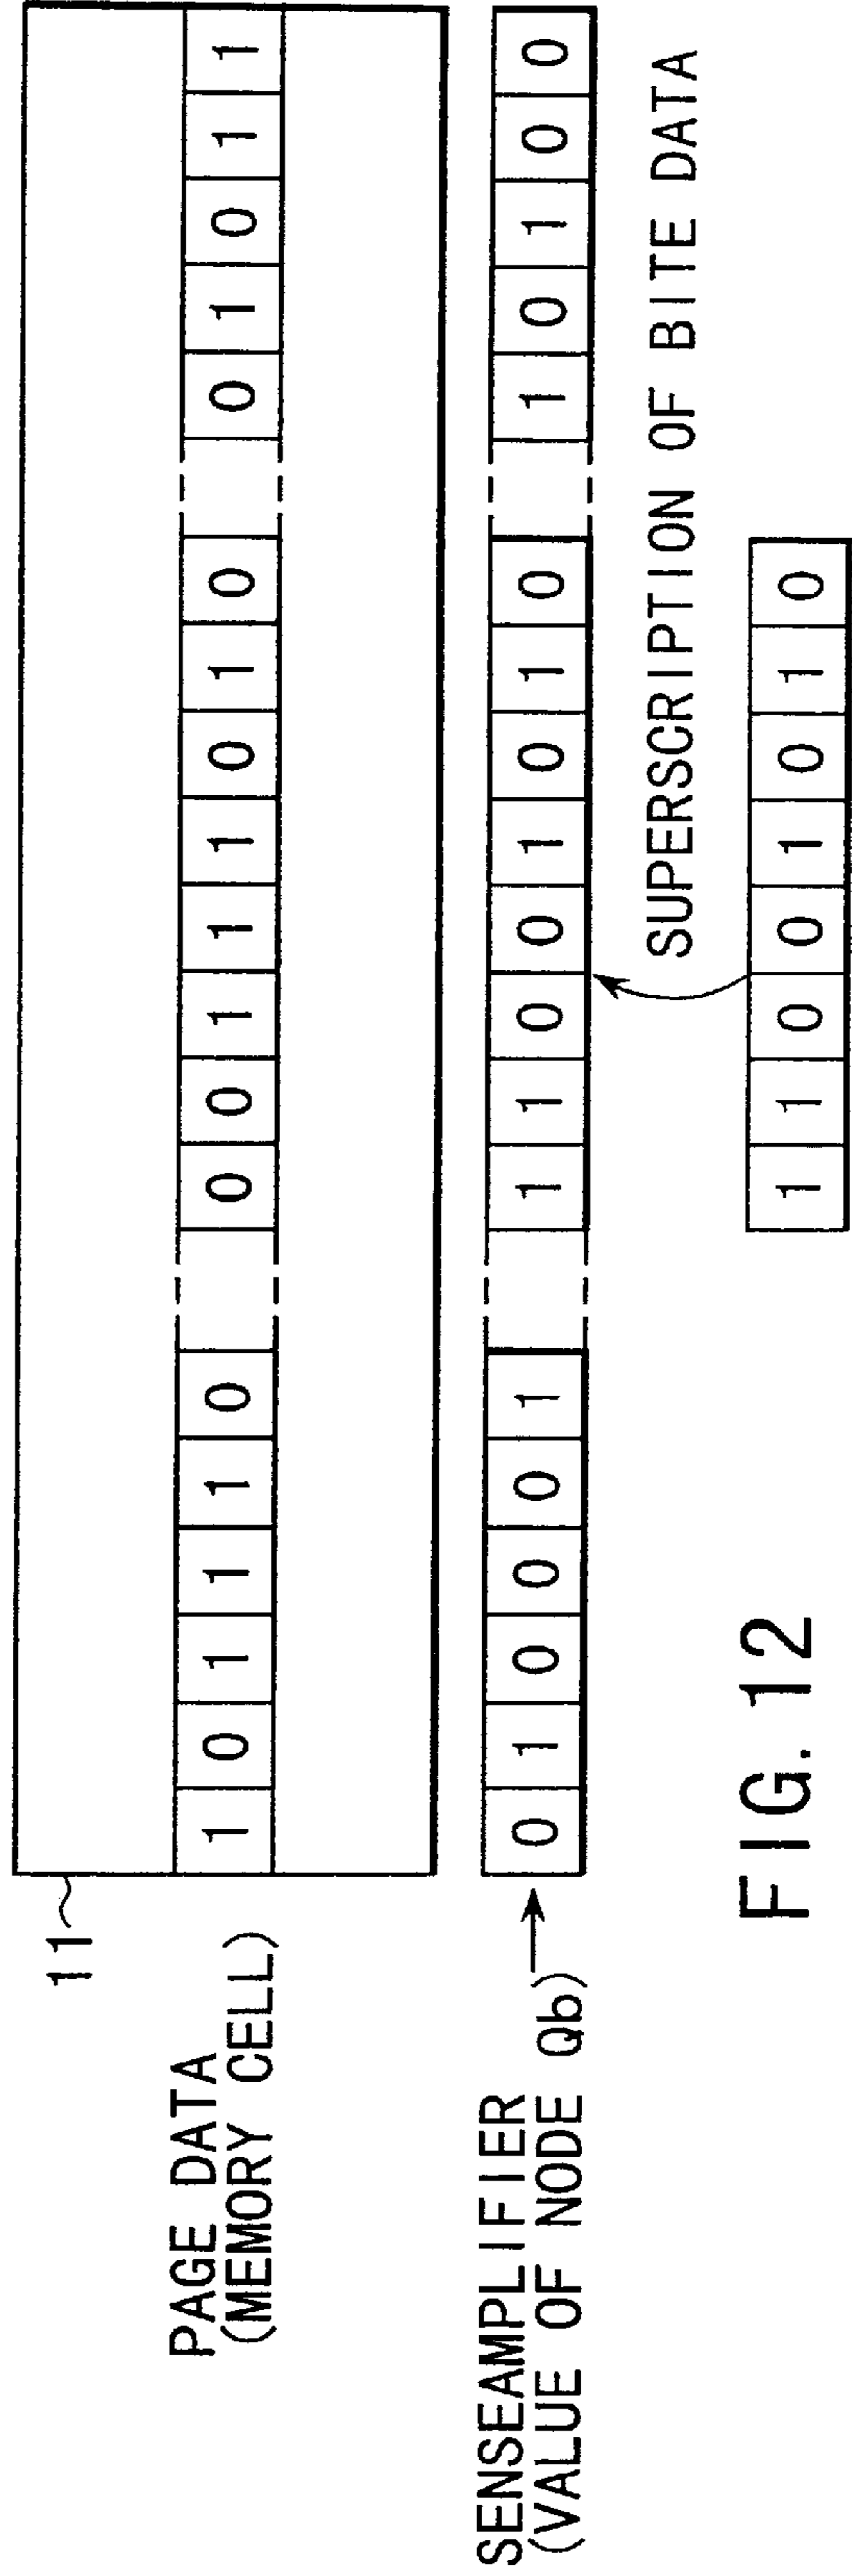 11
PAGE DATA
(MEMORY CELL)
1 0 1 1 1 0 0 0 1 1 1 0 1 0 0 1 0 1 1
SENSEAMPLIFIER
(VALUE OF NODE Qb)
0 1 0 0 0 1 1 1 0 0 1 0 1 0 1 0 1 0 0
SUPERSCRIPTION OF BITE DATA
1 1 0 0 1 0 1 0
FIG. 12